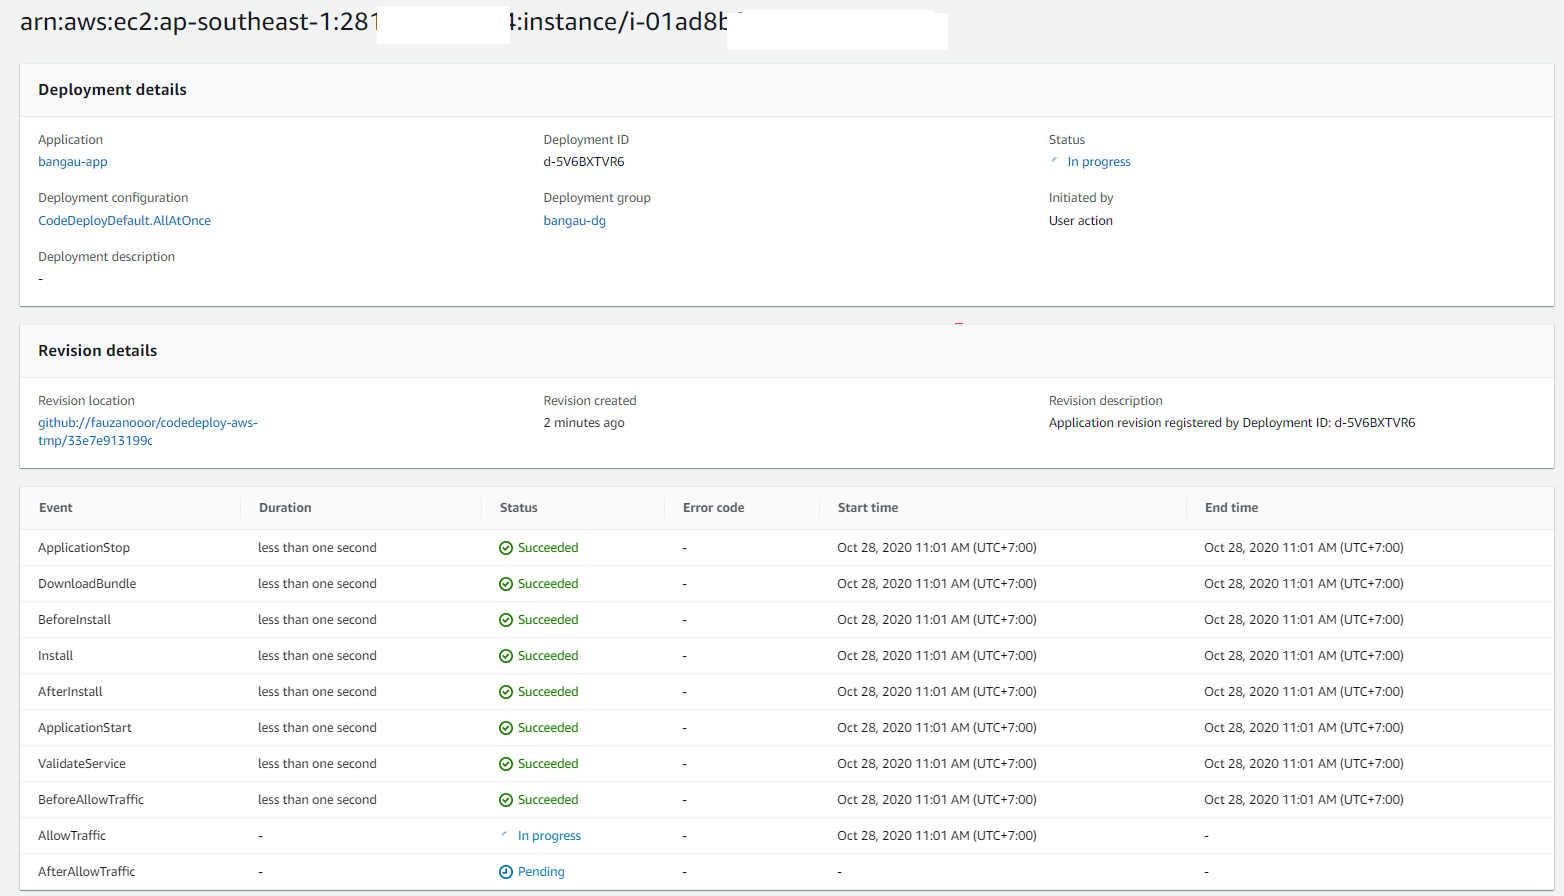 arn:aws:ec2:ap-southeast-1:281 4:instance/i-01ad8b
Deployment details
Application Deployment ID Status
bangau-app d-5V6BXTVR6 In progress
Deployment configuration Deployment group Initiated by
CodeDeployDefault.AllAtOnce bangau-dg User action
Deployment description
-
Revision details
Revision location Revision created Revision description
github://fauzanooor/codedeploy-aws- 2 minutes ago Application revision registered by Deployment ID: d-5V6BXTVR6
tmp/33e7e913199c
Event Duration Status Error code Start time End time
ApplicationStop less than one second Succeeded - Oct 28, 2020 11:01 AM (UTC+7:00) Oct 28, 2020 11:01 AM (UTC+7:00)
DownloadBundle less than one second Succeeded - Oct 28, 2020 11:01 AM (UTC+7:00) Oct 28, 2020 11:01 AM (UTC+7:00)
BeforeInstall less than one second Succeeded - Oct 28, 2020 11:01 AM (UTC+7:00) Oct 28, 2020 11:01 AM (UTC+7:00)
Install less than one second Succeeded - Oct 28, 2020 11:01 AM (UTC+7:00) Oct 28, 2020 11:01 AM (UTC+7:00)
AfterInstall less than one second Succeeded - Oct 28, 2020 11:01 AM (UTC+7:00) Oct 28, 2020 11:01 AM (UTC+7:00)
ApplicationStart less than one second Succeeded - Oct 28, 2020 11:01 AM (UTC+7:00) Oct 28, 2020 11:01 AM (UTC+7:00)
ValidateService less than one second Succeeded - Oct 28, 2020 11:01 AM (UTC+7:00) Oct 28, 2020 11:01 AM (UTC+7:00)
BeforeAllowTraffic less than one second Succeeded - Oct 28, 2020 11:01 AM (UTC+7:00) Oct 28, 2020 11:01 AM (UTC+7:00)
AllowTraffic - In progress - Oct 28, 2020 11:01 AM (UTC+7:00) -
AfterAllowTraffic - Pending - - -